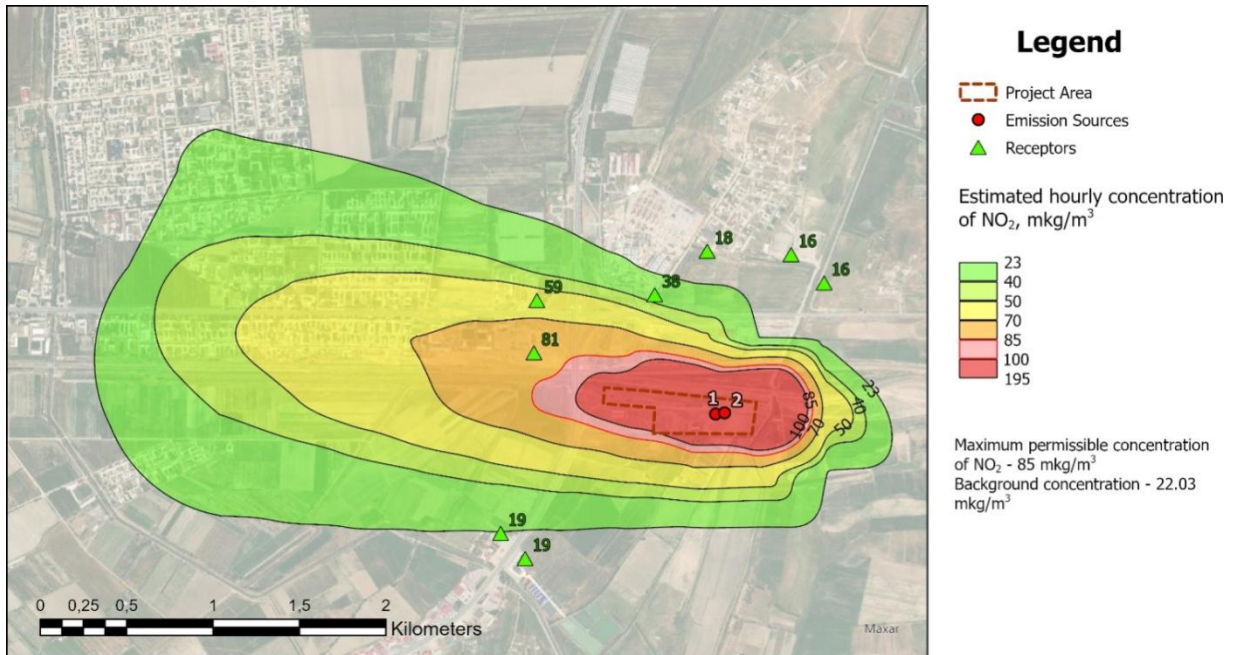 18
16
16
38
59
81
1 2
85
23
40
50
70
100
19
19
0 0,25 0,5 1 1,5 2
Kilometers
Maxar
Legend
Project Area
Emission Sources
Receptors
Estimated hourly concentration
of NO₂, mkg/m³
23
40
50
70
85
100
195
Maximum permissible concentration
of NO₂ - 85 mkg/m³
Background concentration - 22.03
mkg/m³